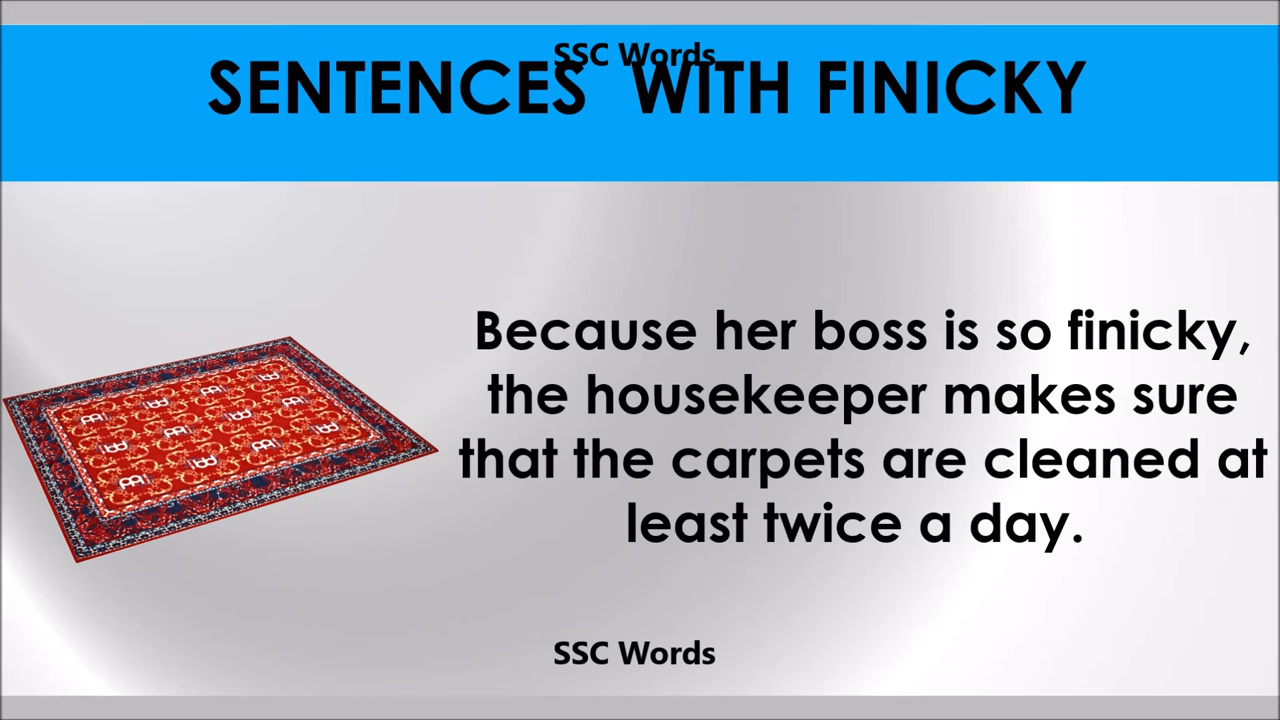 SSC Words
SENTENCES WITH FINICKY
Because her boss is so finicky,
the housekeeper makes sure
that the carpets are cleaned at
least twice a day.
SSC Words